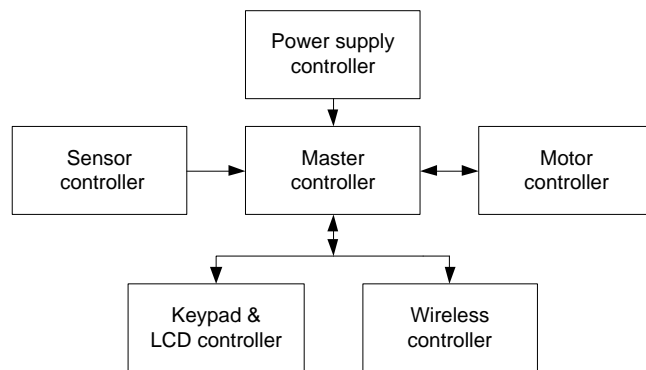 Power supply
controller
Sensor
controller
Master
controller
Motor
controller
Keypad &
LCD controller
Wireless
controller